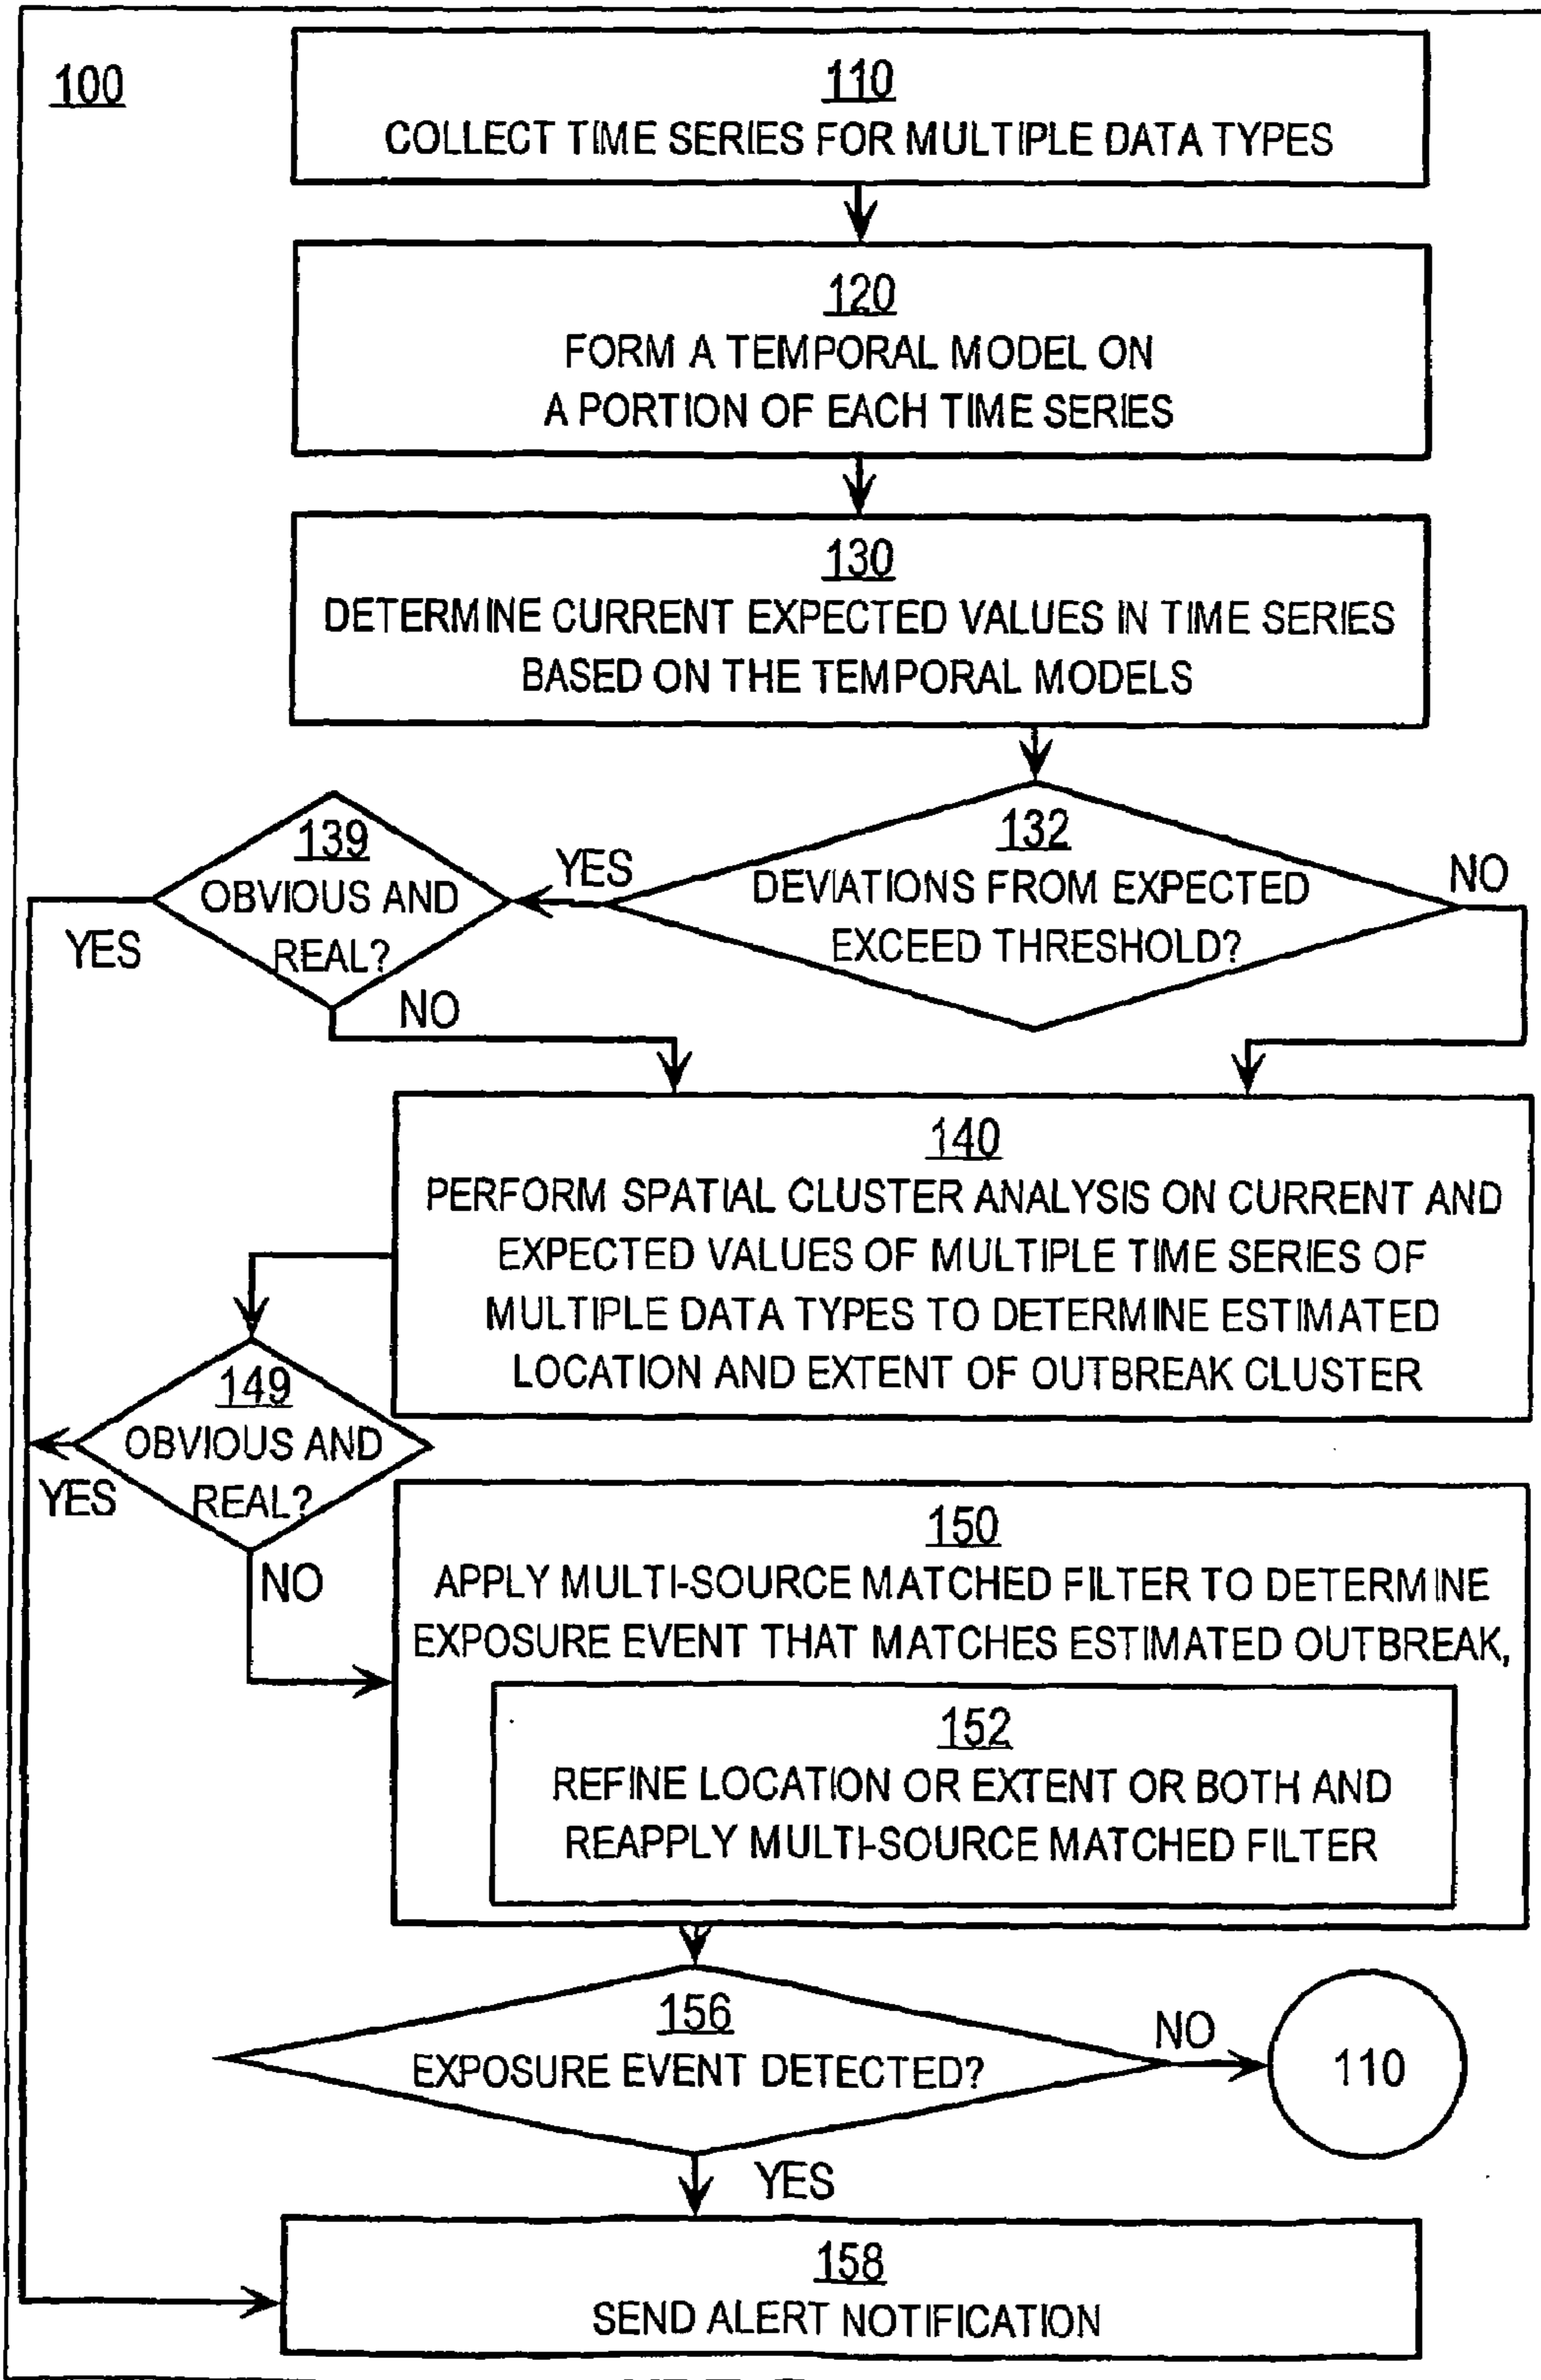 100
110
COLLECT TIME SERIES FOR MULTIPLE DATA TYPES
120
FORM A TEMPORAL MODEL ON
A PORTION OF EACH TIME SERIES
130
DETERMINE CURRENT EXPECTED VALUES IN TIME SERIES
BASED ON THE TEMPORAL MODELS
132
DEVIATIONS FROM EXPECTED
EXCEED THRESHOLD?
YES
NO
139
OBVIOUS AND
REAL?
YES
NO
140
PERFORM SPATIAL CLUSTER ANALYSIS ON CURRENT AND
EXPECTED VALUES OF MULTIPLE TIME SERIES OF
MULTIPLE DATA TYPES TO DETERMINE ESTIMATED
LOCATION AND EXTENT OF OUTBREAK CLUSTER
149
OBVIOUS AND
REAL?
YES
NO
150
APPLY MULTI-SOURCE MATCHED FILTER TO DETERMINE
EXPOSURE EVENT THAT MATCHES ESTIMATED OUTBREAK,
152
REFINE LOCATION OR EXTENT OR BOTH AND
REAPPLY MULTI-SOURCE MATCHED FILTER
156
EXPOSURE EVENT DETECTED?
NO
110
YES
158
SEND ALERT NOTIFICATION